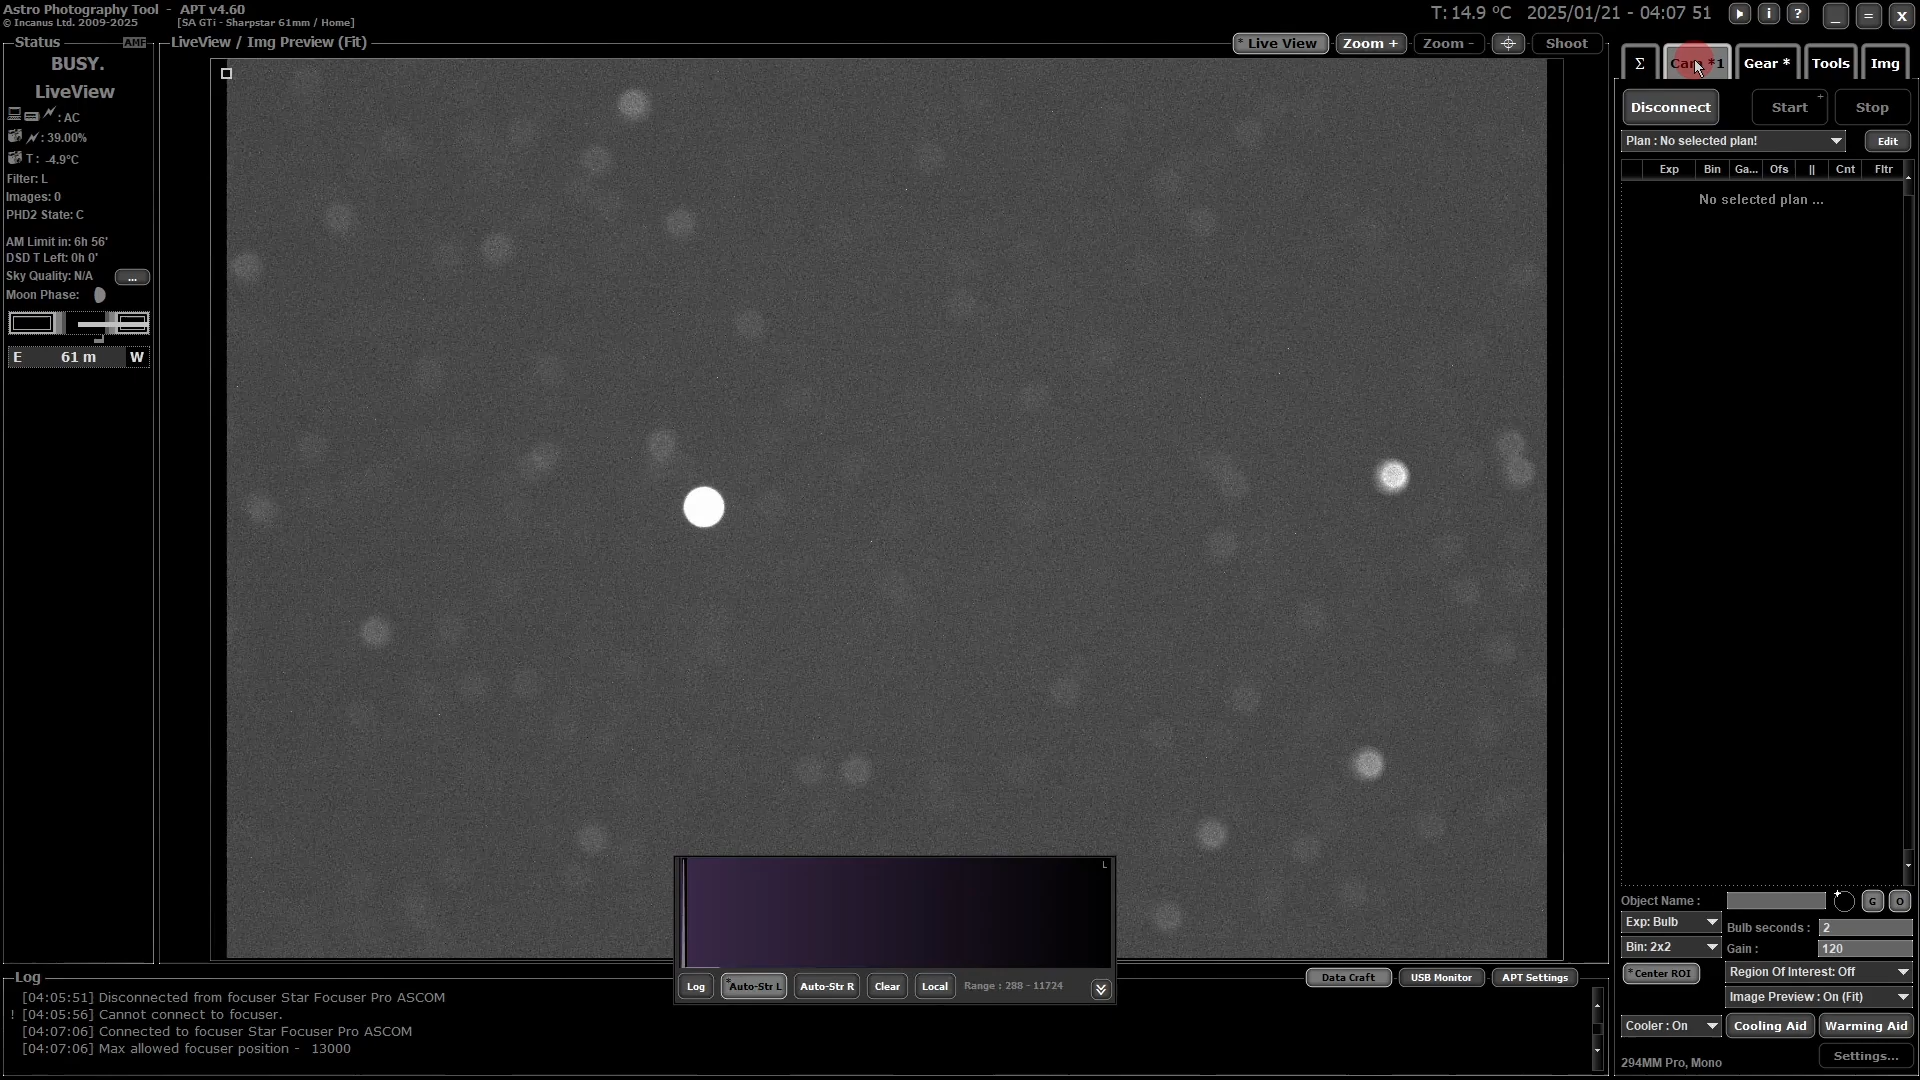 Astro Photography Tool - APT v4.60
© Incanus Ltd. 2009-2025 [SA GTi - Sharpstar 61mm / Home]
T: 14.9 °C 2025/01/21 - 04:07 51
i ? _ = X
Status AMF
BUSY.
LiveView
: AC
: 39.00%
T : -4.9°C
Filter: L
Images: 0
PHD2 State: C
AM Limit in: 6h 56'
DSD T Left: 0h 0'
Sky Quality: N/A ...
Moon Phase:
E 61 m W
LiveView / Img Preview (Fit)
* Live View Zoom + Zoom - Shoot
Σ Cam *1 Gear * Tools Img
Disconnect Start + Stop
Plan : No selected plan! Edit
Exp Bin Ga... Ofs || Cnt Fltr
No selected plan ...
Object Name : G O
Exp: Bulb Bulb seconds : 2
Bin: 2x2 Gain : 120
*Center ROI Region Of Interest: Off
Image Preview : On (Fit)
Cooler : On Cooling Aid Warming Aid
294MM Pro, Mono Settings...
L
Log *Auto-Str L Auto-Str R Clear Local Range : 288 - 11724
Data Craft USB Monitor APT Settings
Log
[04:05:51] Disconnected from focuser Star Focuser Pro ASCOM
! [04:05:56] Cannot connect to focuser.
[04:07:06] Connected to focuser Star Focuser Pro ASCOM
[04:07:06] Max allowed focuser position - 13000